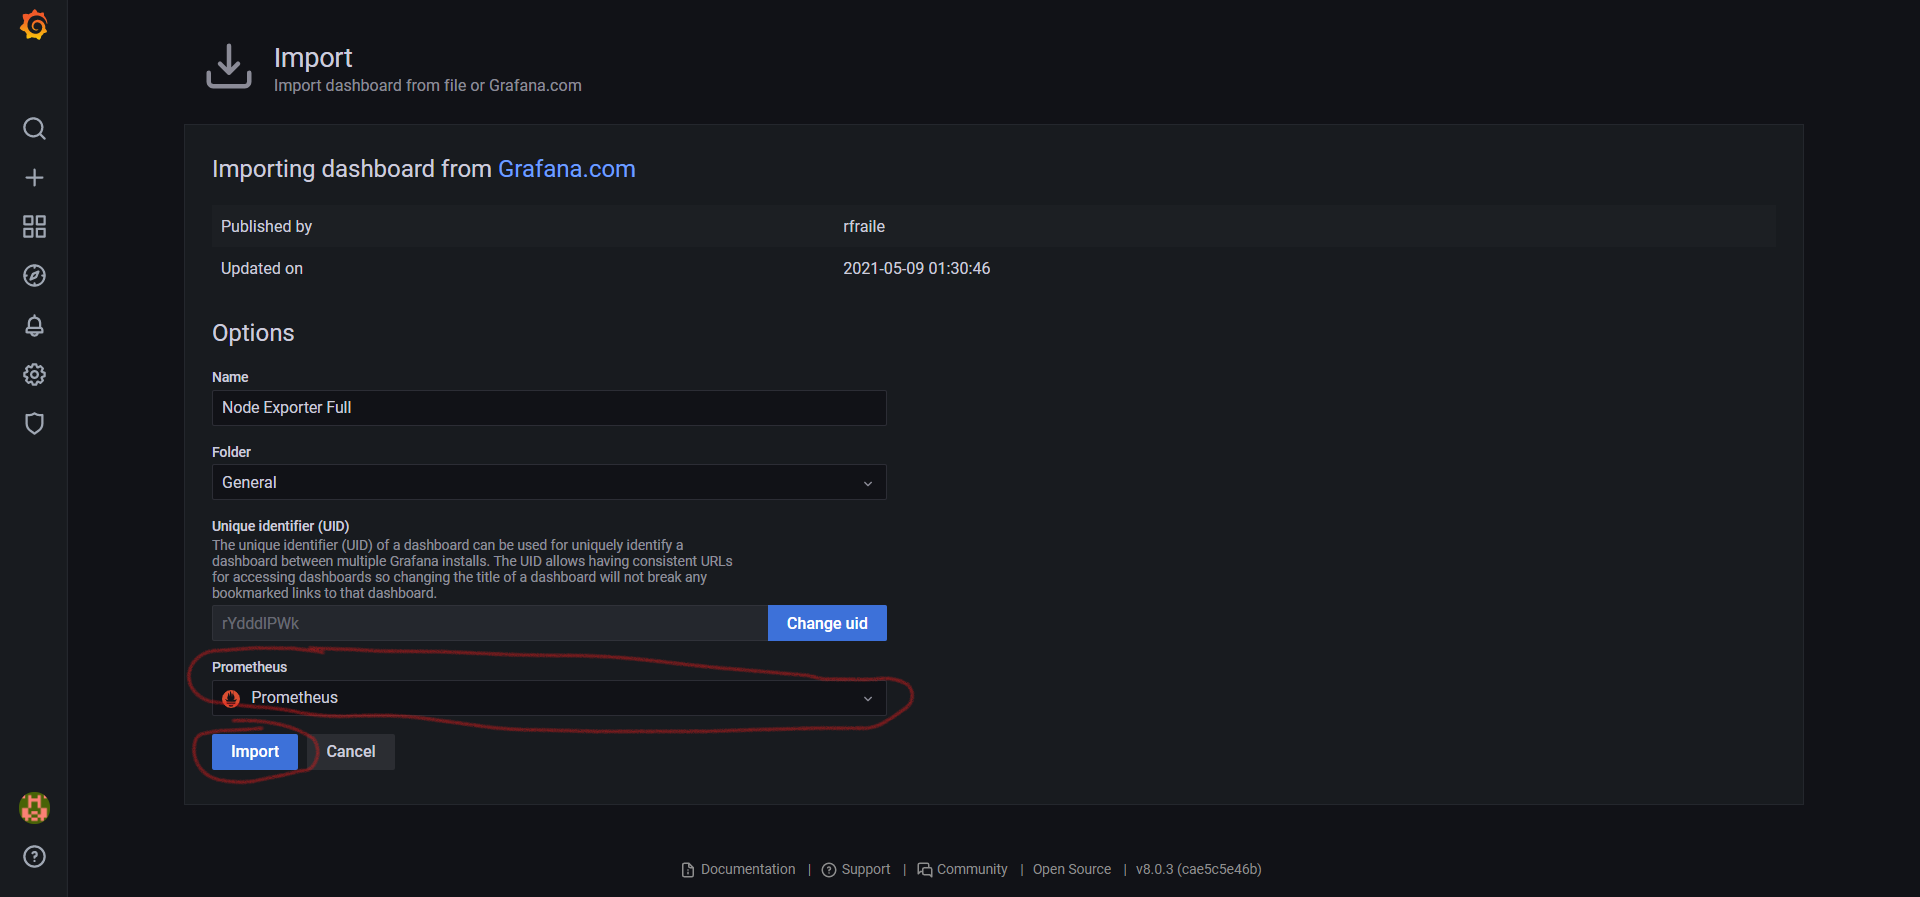 Import
Import dashboard from file or Grafana.com
Importing dashboard from Grafana.com
Published by rfraile
Updated on 2021-05-09 01:30:46
Options
Name
Node Exporter Full
Folder
General
Unique identifier (UID)
The unique identifier (UID) of a dashboard can be used for uniquely identify a
dashboard between multiple Grafana installs. The UID allows having consistent URLs
for accessing dashboards so changing the title of a dashboard will not break any
bookmarked links to that dashboard.
rYdddlPWk Change uid
Prometheus
Prometheus
Import Cancel
Documentation | Support | Community | Open Source | v8.0.3 (cae5c5e46b)